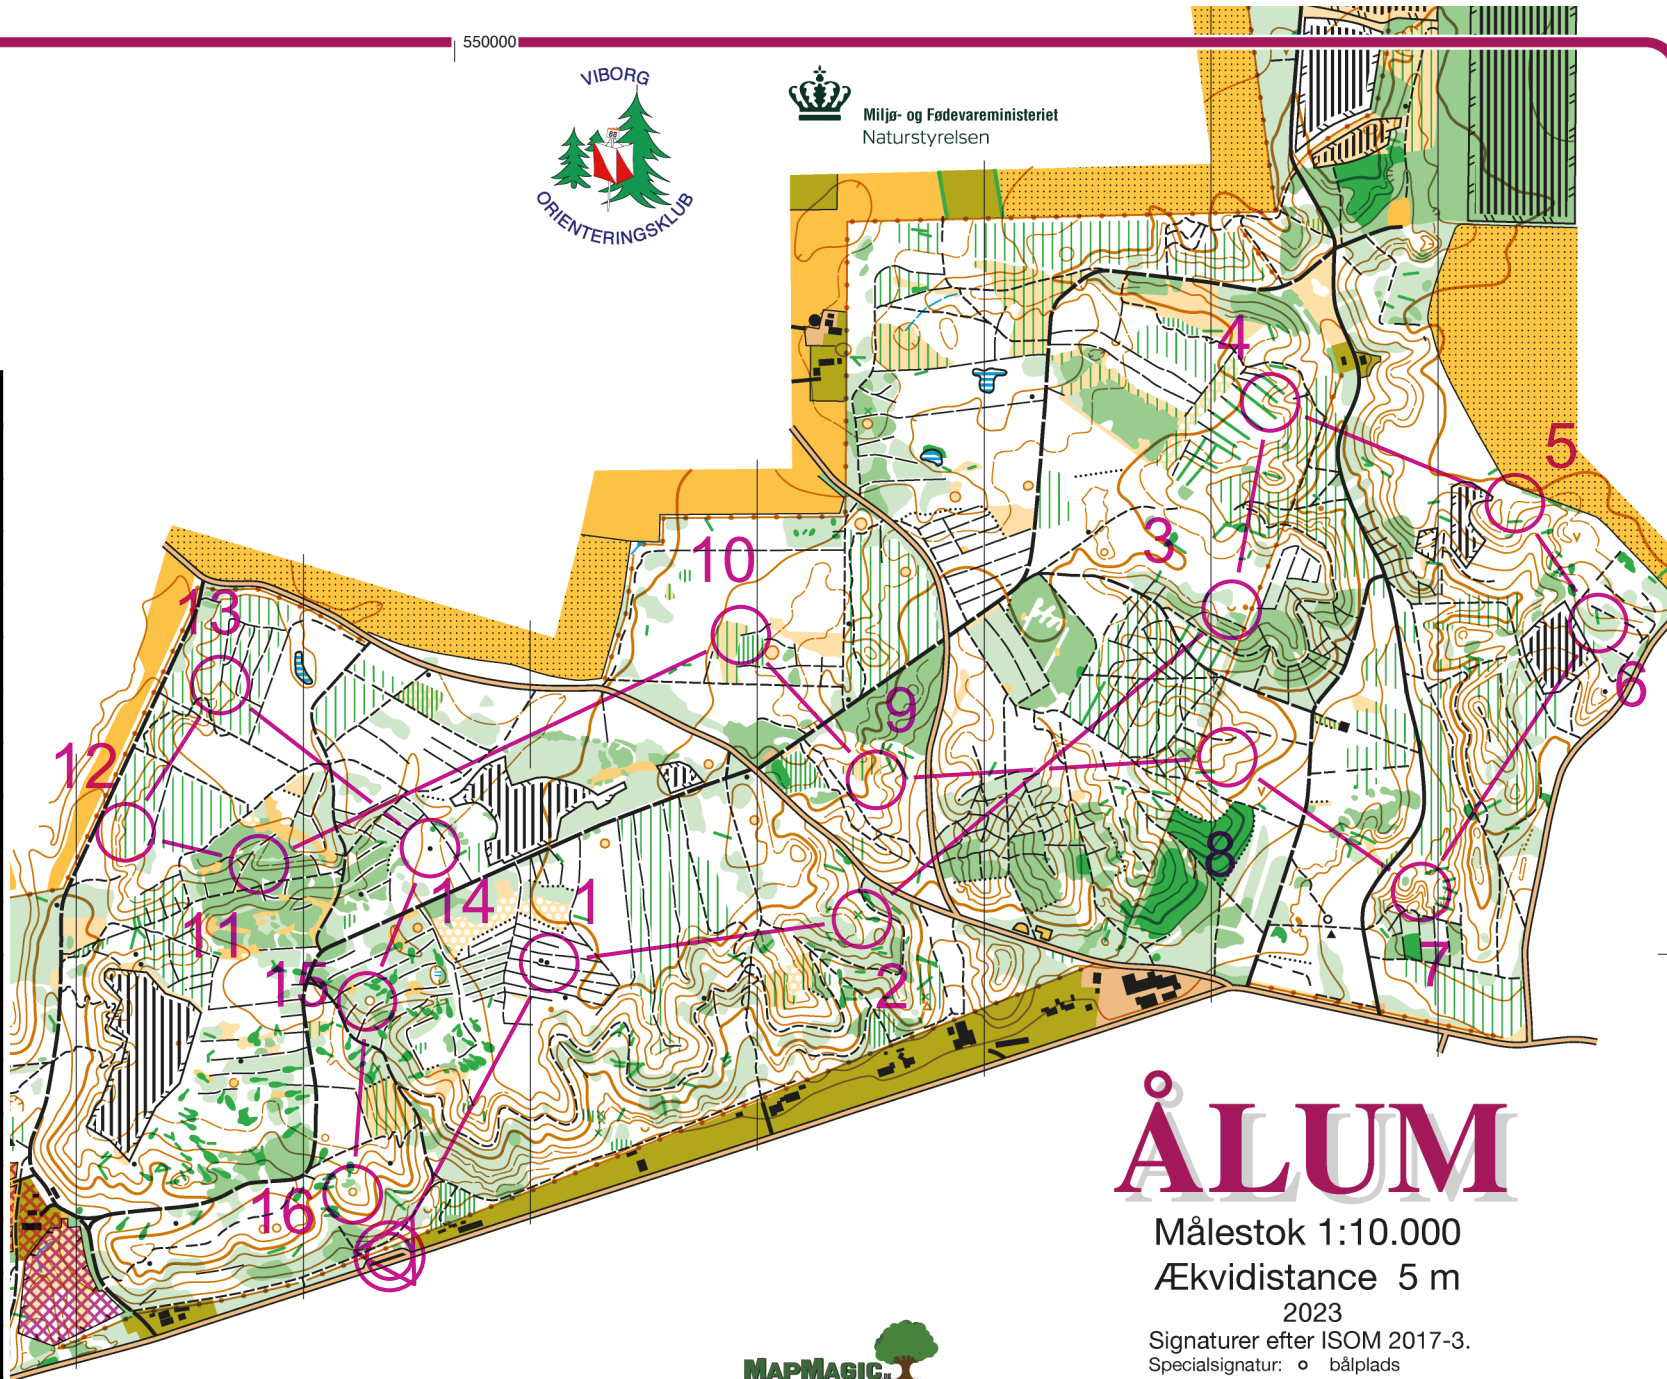 550000
VIBORG
88
ORIENTERINGSKLUB
Miljø- og Fødevareministeriet
Naturstyrelsen
4
5
3
10
13
6
9
12
8
14
1
11
15
2
7
16
ÅLUM
Målestok 1:10.000
Ækvidistance 5 m
2023
Signaturer efter ISOM 2017-3.
Specialsignatur: bålplads
MAPMAGIC